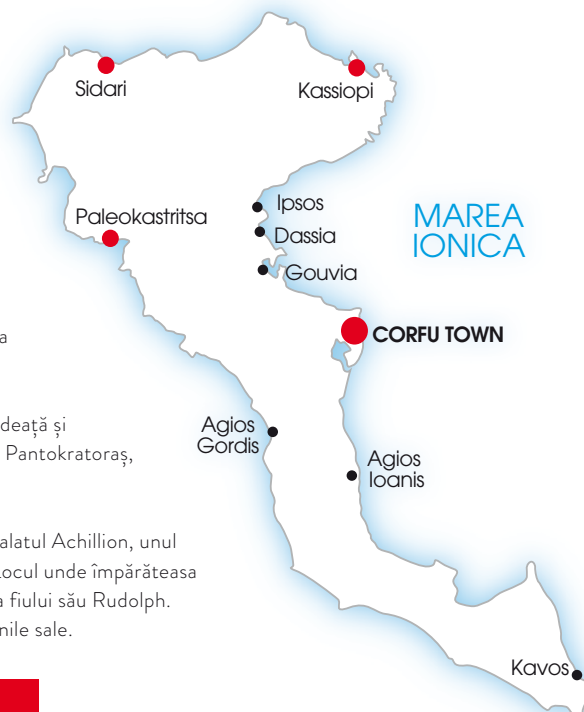 Sidari
Kassiopi
Ipsos
Paleokastritsa
MAREA
IONICA
Dassia
Gouvia
CORFU TOWN
a
deață și
Agios
Gordis
Pantokratoraș,
Agios
Ioanis
alatul Achillion, unul
Locul unde împărăteasa
a fiului său Rudolph.
nile sale.
Kavos